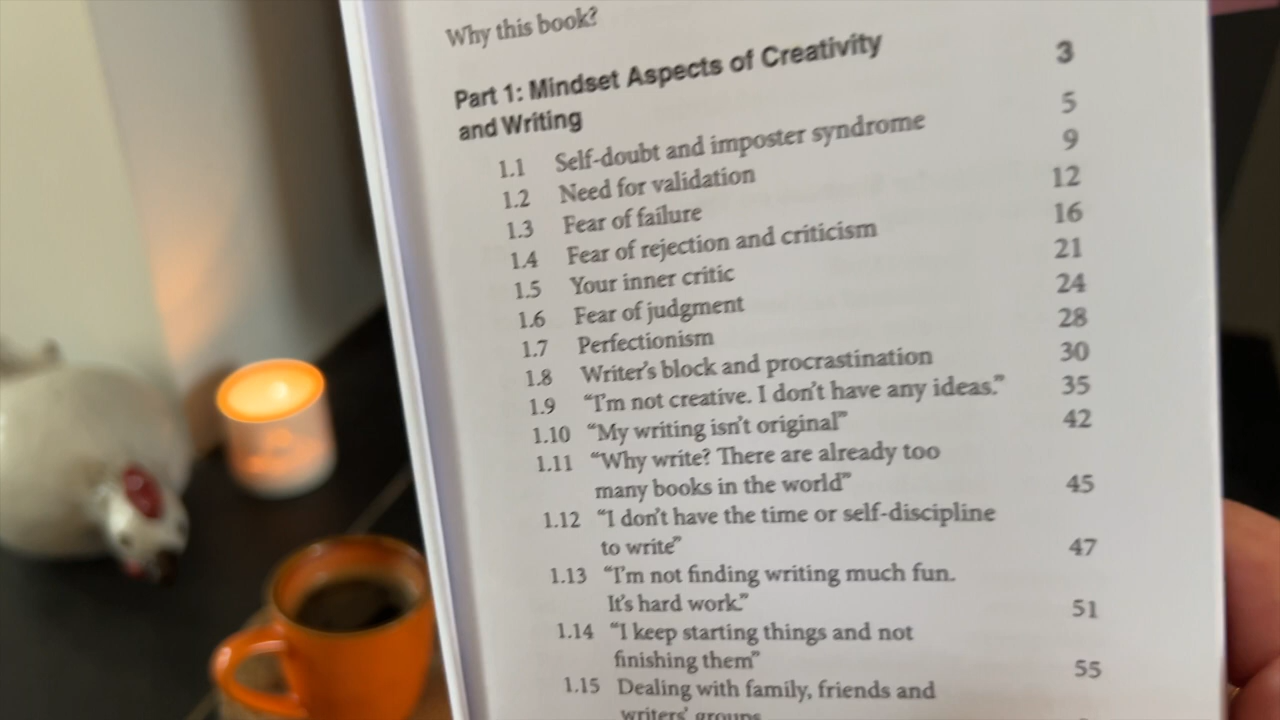 Why this book?
Part 1: Mindset Aspects of Creativity 3
and Writing
1.1 Self-doubt and imposter syndrome 5
1.2 Need for validation 9
1.3 Fear of failure 12
1.4 Fear of rejection and criticism 16
1.5 Your inner critic 21
1.6 Fear of judgment 24
1.7 Perfectionism 28
1.8 Writer's block and procrastination 30
1.9 “I'm not creative. I don't have any ideas.” 35
1.10 “My writing isn't original” 42
1.11 “Why write? There are already too
many books in the world” 45
1.12 “I don't have the time or self-discipline
to write” 47
1.13 “I'm not finding writing much fun.
It's hard work.” 51
1.14 “I keep starting things and not
finishing them” 55
1.15 Dealing with family, friends and
writers' groups